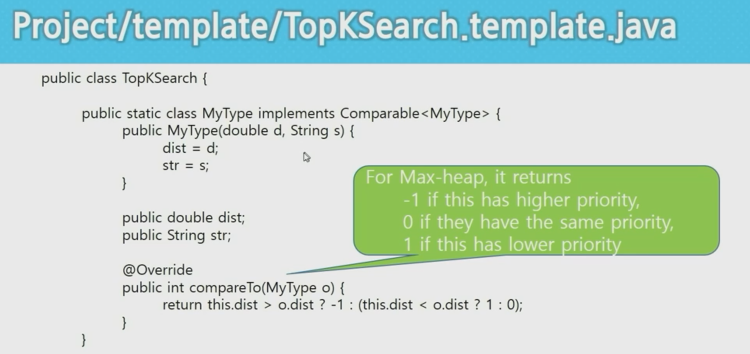 Project/template/TopKSearch.template.java
public class TopKSearch {
public static class MyType implements Comparable<MyType> {
public MyType(double d, String s) {
dist = d;
str = s;
}
For Max-heap, it returns
-1 if this has higher priority,
0 if they have the same priority,
1 if this has lower priority
public double dist;
public String str;
@Override
public int compareTo(MyType o) {
return this.dist > o.dist ? -1 : (this.dist < o.dist ? 1 : 0);
}
}